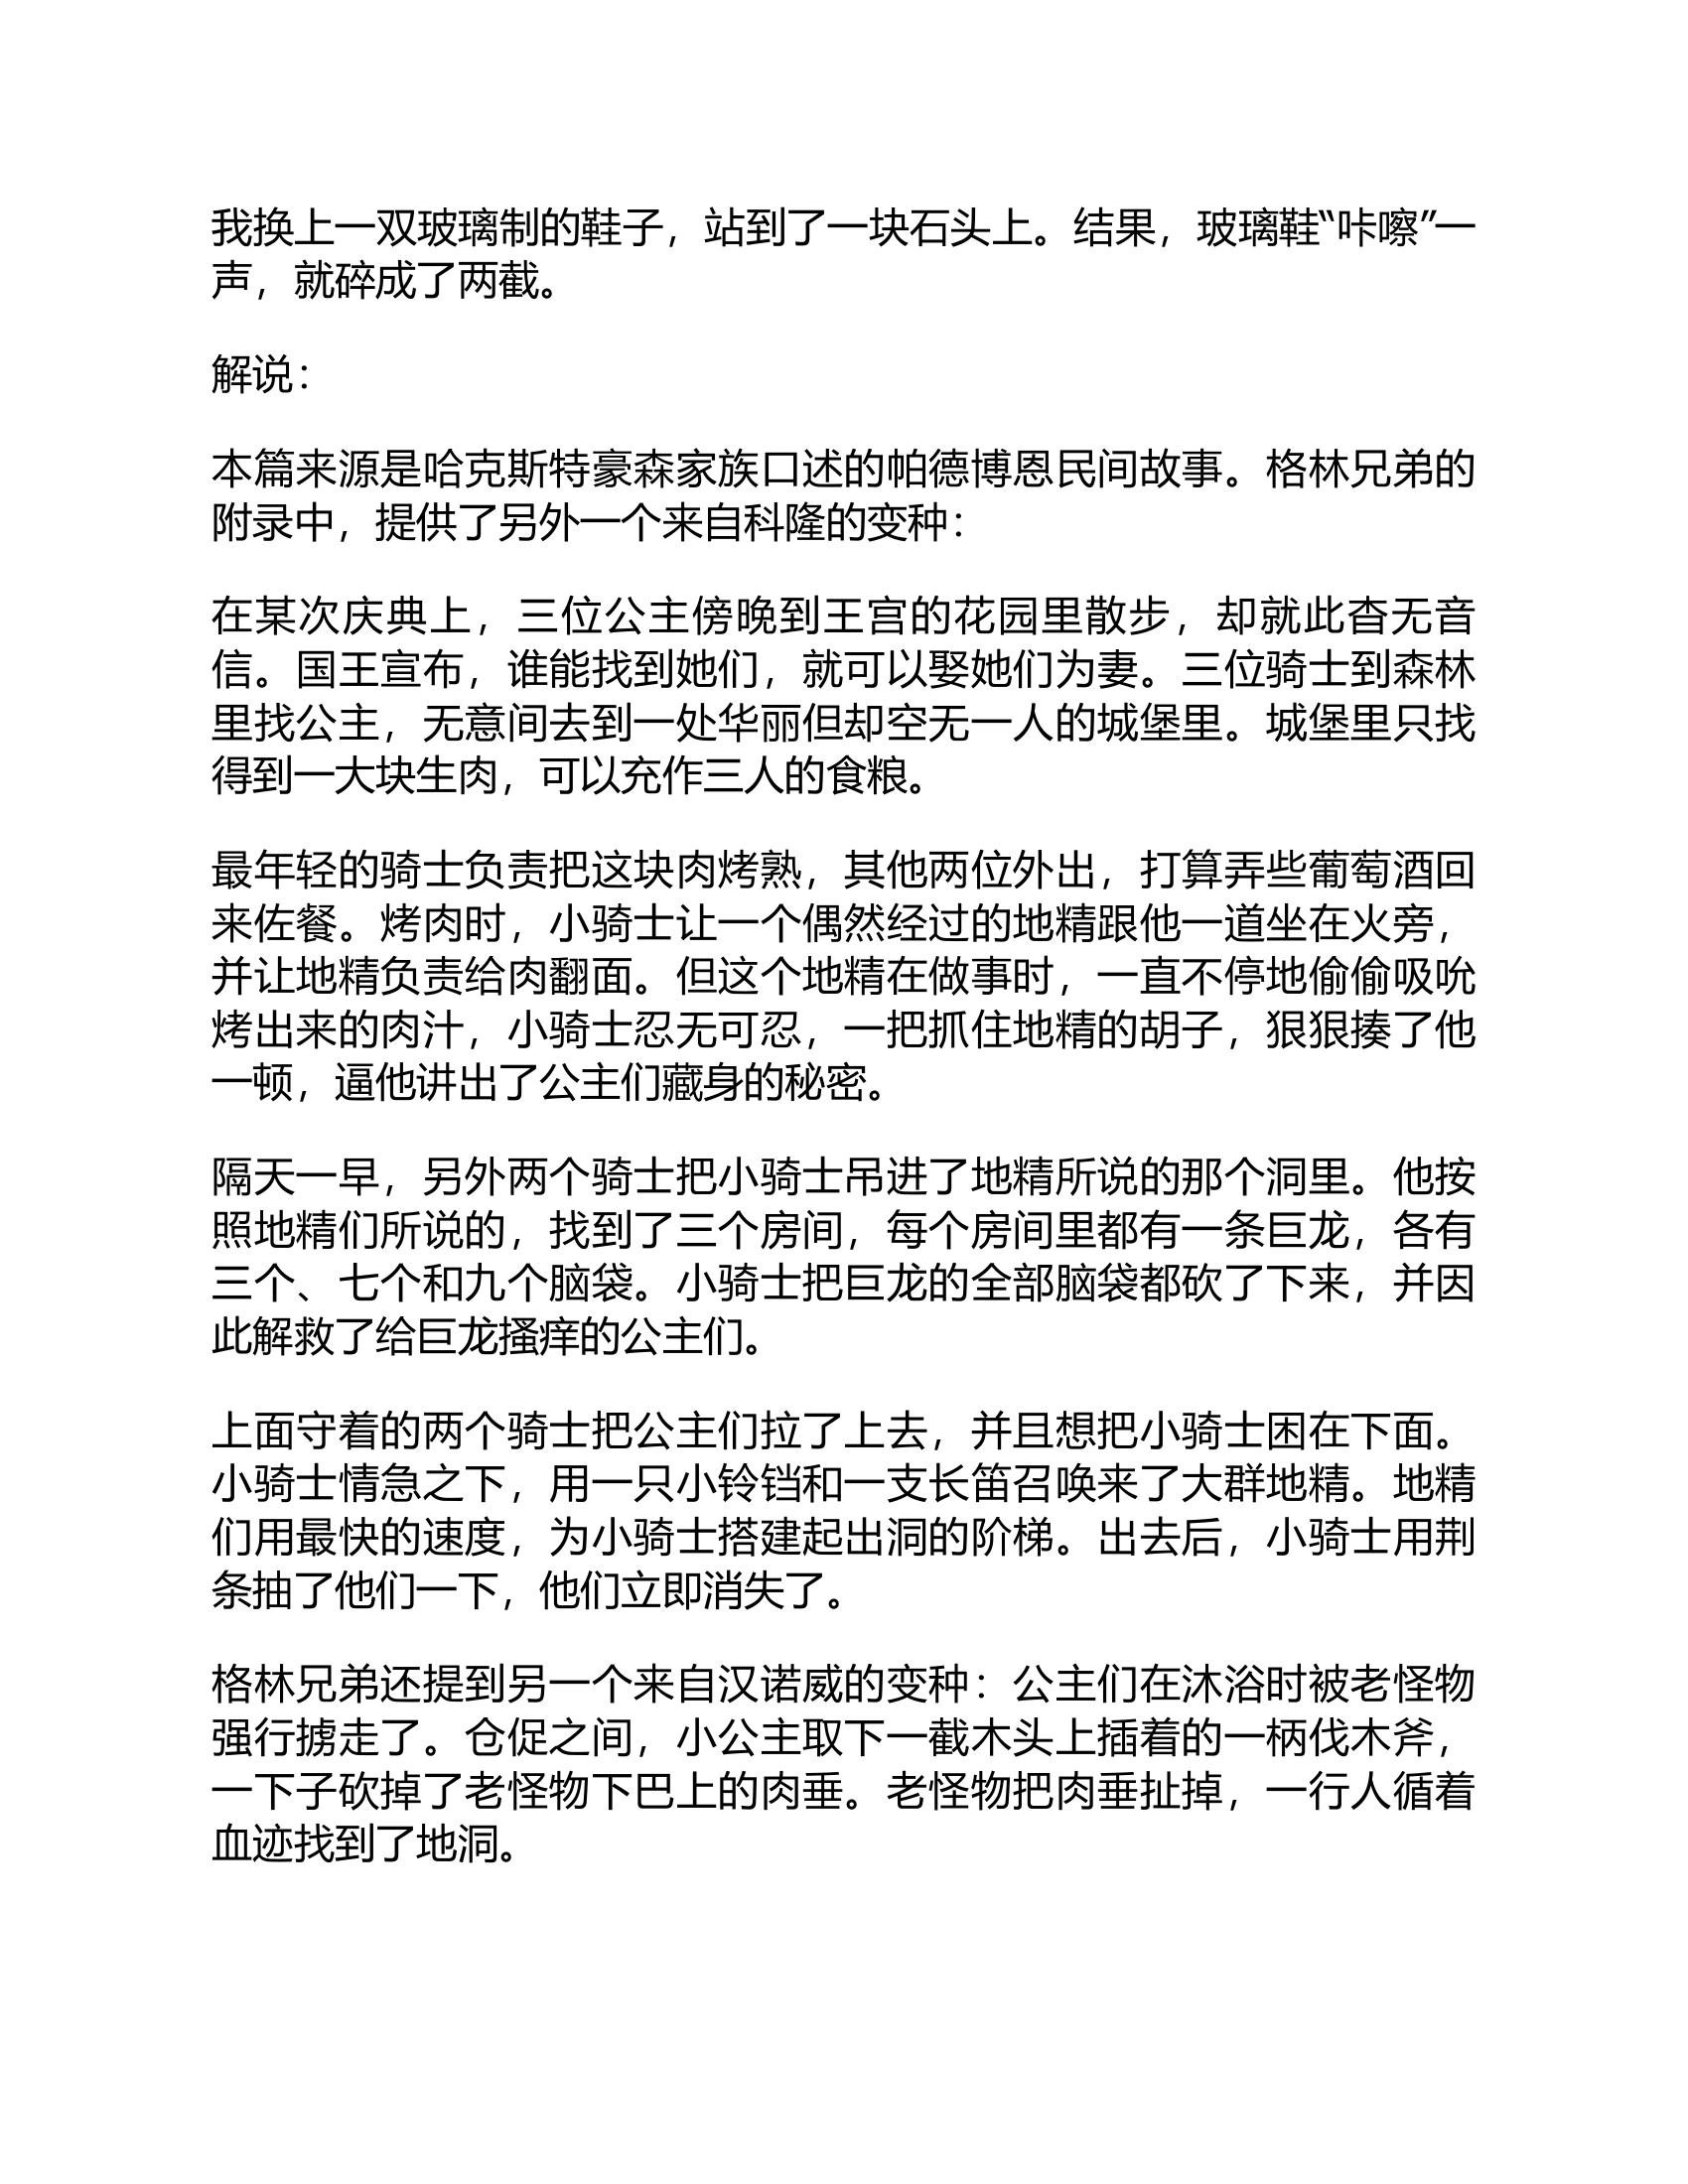 我换上一双玻璃制的鞋子，站到了一块石头上。结果，玻璃鞋“咔嚓”一
声，就碎成了两截。
解说：
本篇来源是哈克斯特豪森家族口述的帕德博恩民间故事。格林兄弟的
附录中，提供了另外一个来自科隆的变种：
在某次庆典上，三位公主傍晚到王宫的花园里散步，却就此杳无音
信。国王宣布，谁能找到她们，就可以娶她们为妻。三位骑士到森林
里找公主，无意间去到一处华丽但却空无一人的城堡里。城堡里只找
得到一大块生肉，可以充作三人的食粮。
最年轻的骑士负责把这块肉烤熟，其他两位外出，打算弄些葡萄酒回
来佐餐。烤肉时，小骑士让一个偶然经过的地精跟他一道坐在火旁，
并让地精负责给肉翻面。但这个地精在做事时，一直不停地偷偷吸吮
烤出来的肉汁，小骑士忍无可忍，一把抓住地精的胡子，狠狠揍了他
一顿，逼他讲出了公主们藏身的秘密。
隔天一早，另外两个骑士把小骑士吊进了地精所说的那个洞里。他按
照地精们所说的，找到了三个房间，每个房间里都有一条巨龙，各有
三个、七个和九个脑袋。小骑士把巨龙的全部脑袋都砍了下来，并因
此解救了给巨龙搔痒的公主们。
上面守着的两个骑士把公主们拉了上去，并且想把小骑士困在下面。
小骑士情急之下，用一只小铃铛和一支长笛召唤来了大群地精。地精
们用最快的速度，为小骑士搭建起出洞的阶梯。出去后，小骑士用荆
条抽了他们一下，他们立即消失了。
格林兄弟还提到另一个来自汉诺威的变种：公主们在沐浴时被老怪物
强行掳走了。仓促之间，小公主取下一截木头上插着的一柄伐木斧，
一下子砍掉了老怪物下巴上的肉垂。老怪物把肉垂扯掉，一行人循着
血迹找到了地洞。